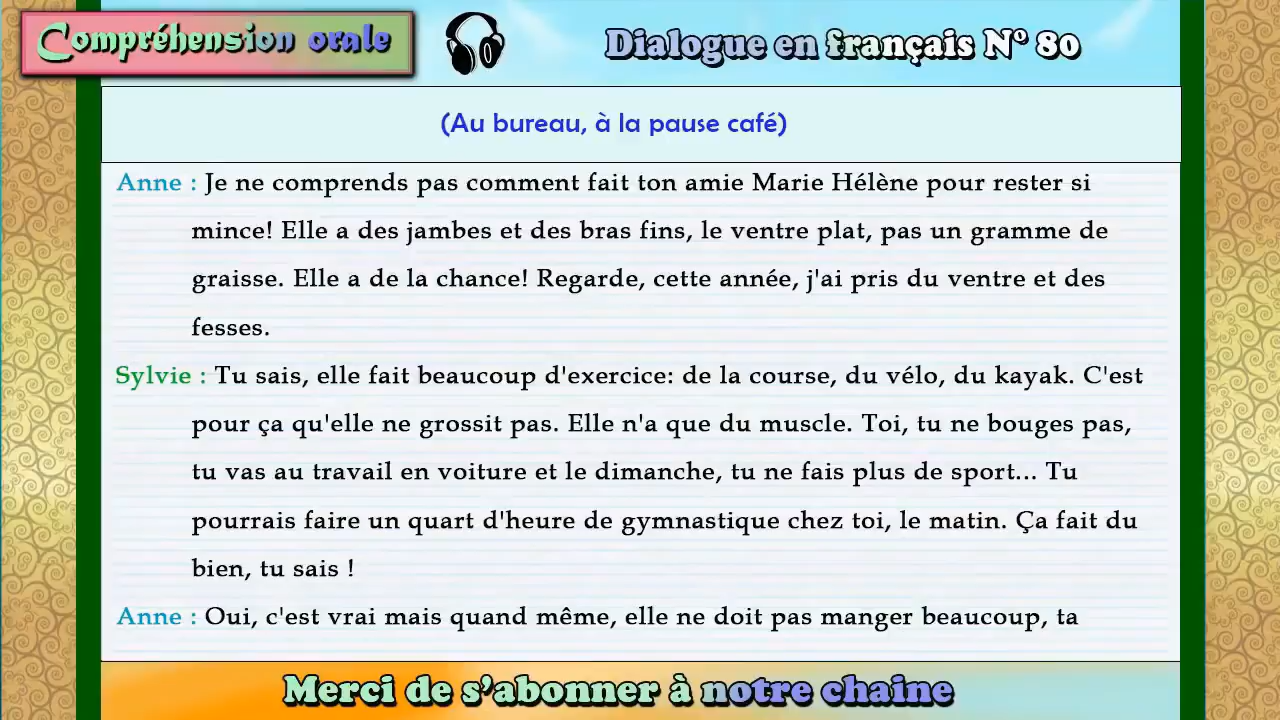 Compréhension orale
Dialogue en français N° 80
(Au bureau, à la pause café)
Anne : Je ne comprends pas comment fait ton amie Marie Hélène pour rester si
mince! Elle a des jambes et des bras fins, le ventre plat, pas un gramme de
graisse. Elle a de la chance! Regarde, cette année, j'ai pris du ventre et des
fesses.
Sylvie : Tu sais, elle fait beaucoup d'exercice: de la course, du vélo, du kayak. C'est
pour ça qu'elle ne grossit pas. Elle n'a que du muscle. Toi, tu ne bouges pas,
tu vas au travail en voiture et le dimanche, tu ne fais plus de sport... Tu
pourrais faire un quart d'heure de gymnastique chez toi, le matin. Ça fait du
bien, tu sais !
Anne : Oui, c'est vrai mais quand même, elle ne doit pas manger beaucoup, ta
Merci de s'abonner à notre chaine